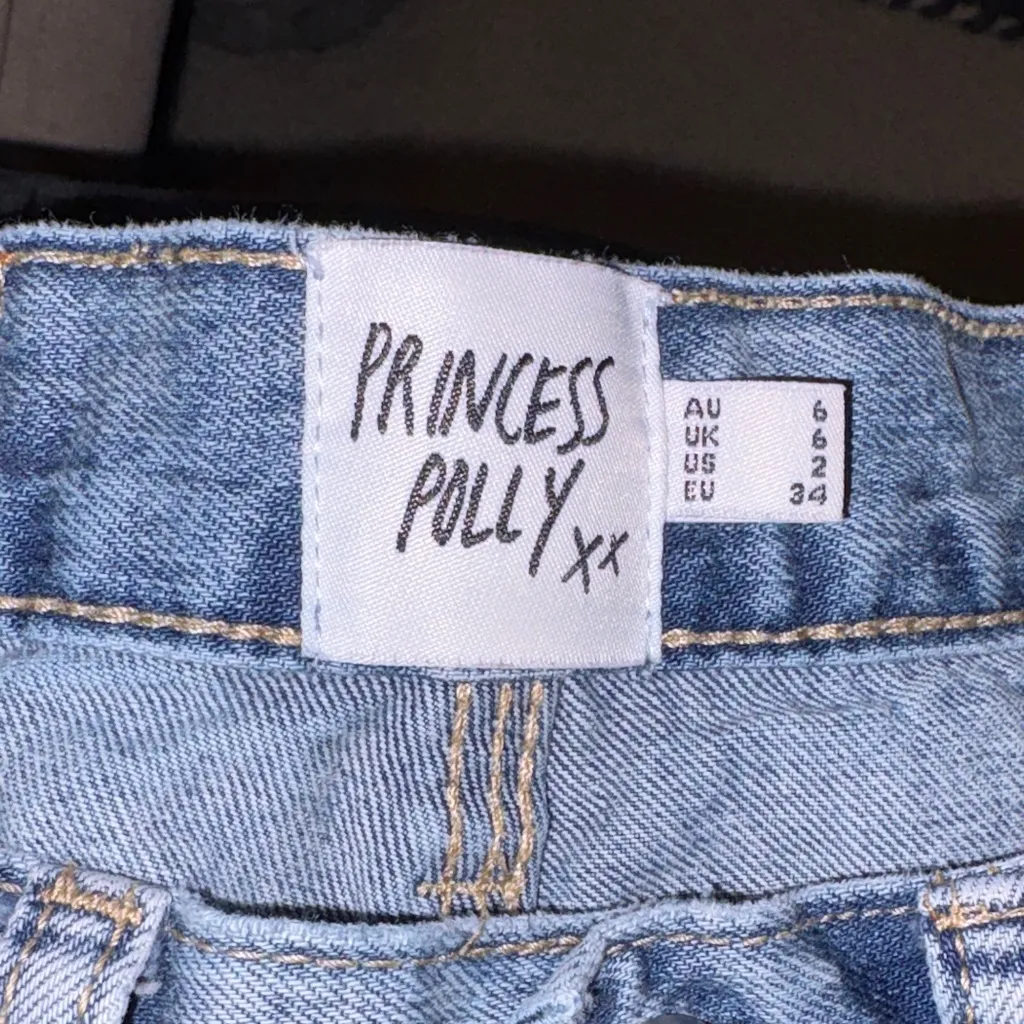 PRINCESS
POLLY xx
AU 6
UK 6
US 2
EU 34